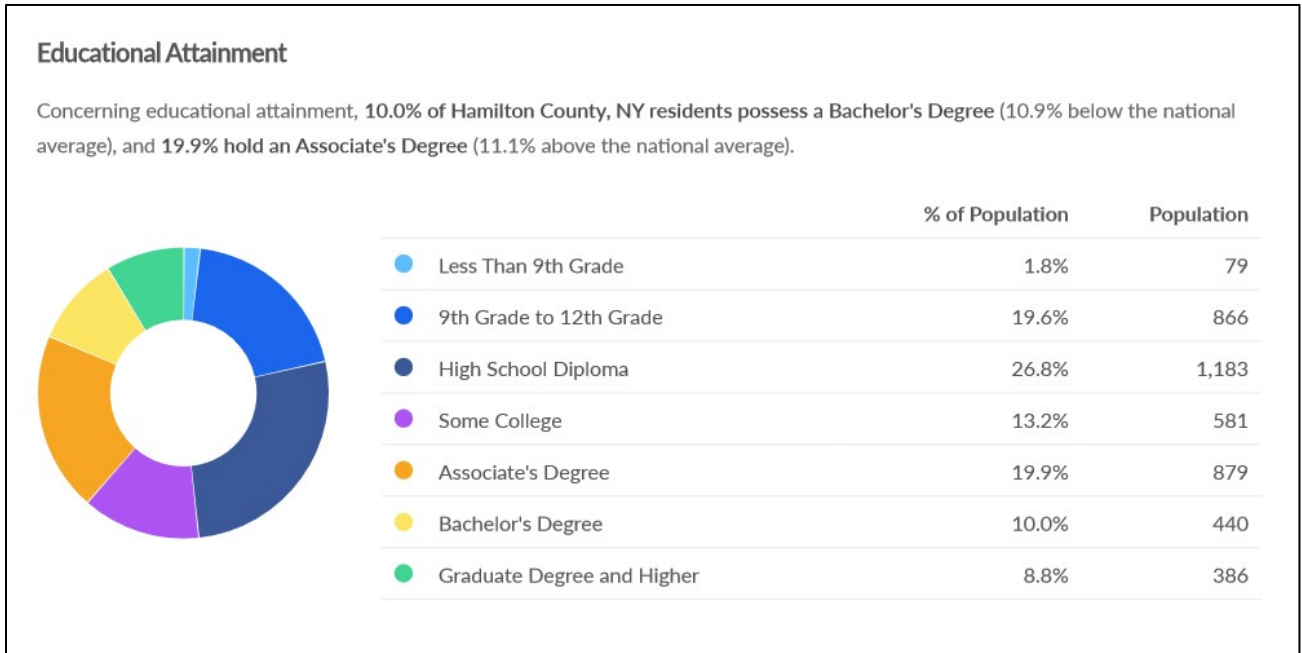 Educational Attainment
Concerning educational attainment, 10.0% of Hamilton County, NY residents possess a Bachelor's Degree (10.9% below the national
average), and 19.9% hold an Associate's Degree (11.1% above the national average).
% of Population Population
Less Than 9th Grade 1.8% 79
9th Grade to 12th Grade 19.6% 866
High School Diploma 26.8% 1,183
Some College 13.2% 581
Associate's Degree 19.9% 879
Bachelor's Degree 10.0% 440
Graduate Degree and Higher 8.8% 386